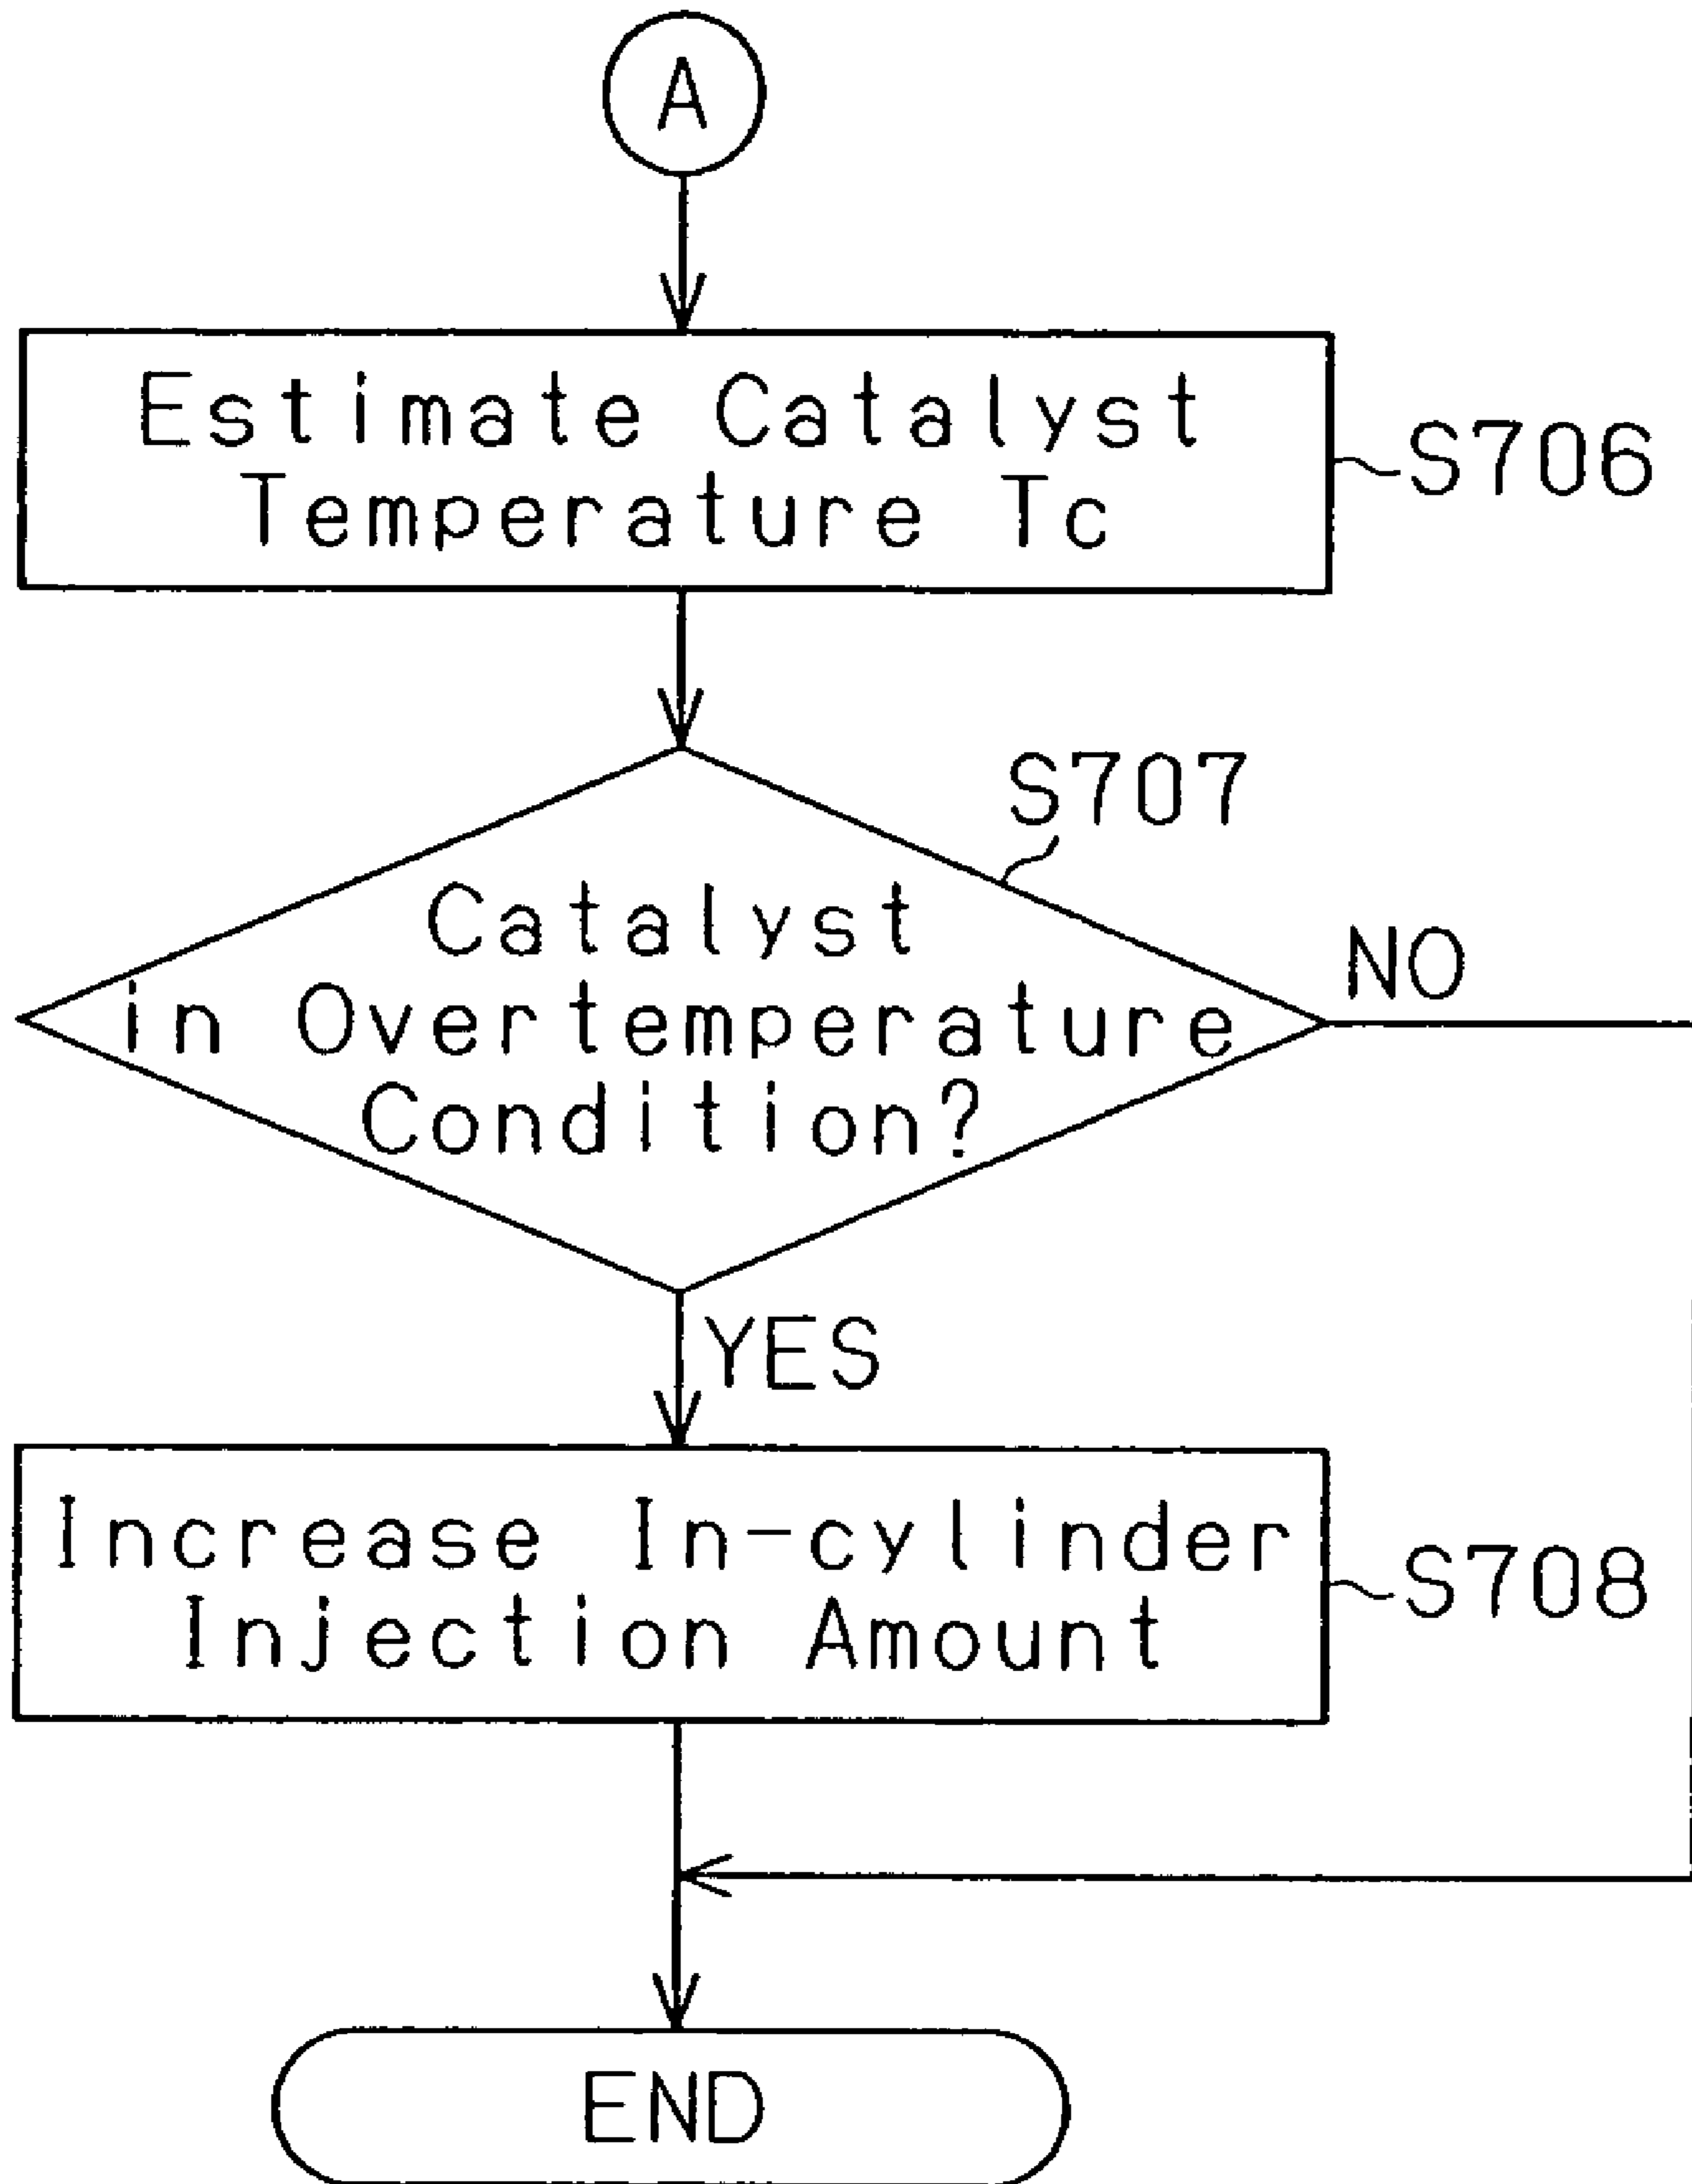 A
Estimate Catalyst
Temperature Tc
S706
S707
Catalyst
in Overtemperature
Condition?
NO
YES
Increase In-cylinder
Injection Amount
S708
END